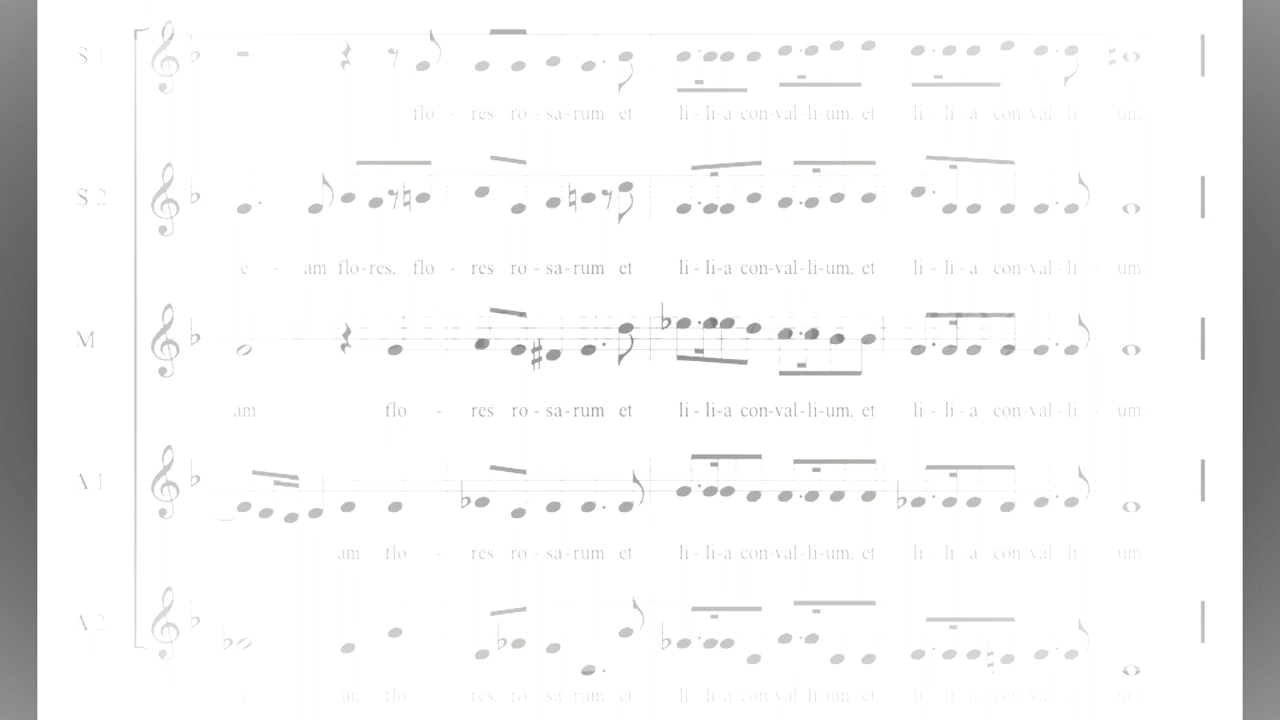 S 1
flo - res ro - sa-rum et li - li-a con-val-li-um, et li - li - a con-val - li - um.
S 2
e - am flo-res, flo - res ro - sa-rum et li - li-a con-val-li-um, et li - li - a con-val - li - um.
M
am flo - res ro - sa-rum et li - li-a con-val-li-um, et li - li - a con-val - li - um
A 1
am flo - res ro - sa-rum et li - li-a con-val-li-um, et li - li - a con-val - li - um
A 2
am flo - res ro - sa-rum et li - li-a con-val-li-um, et li - li - a con-val - li - um